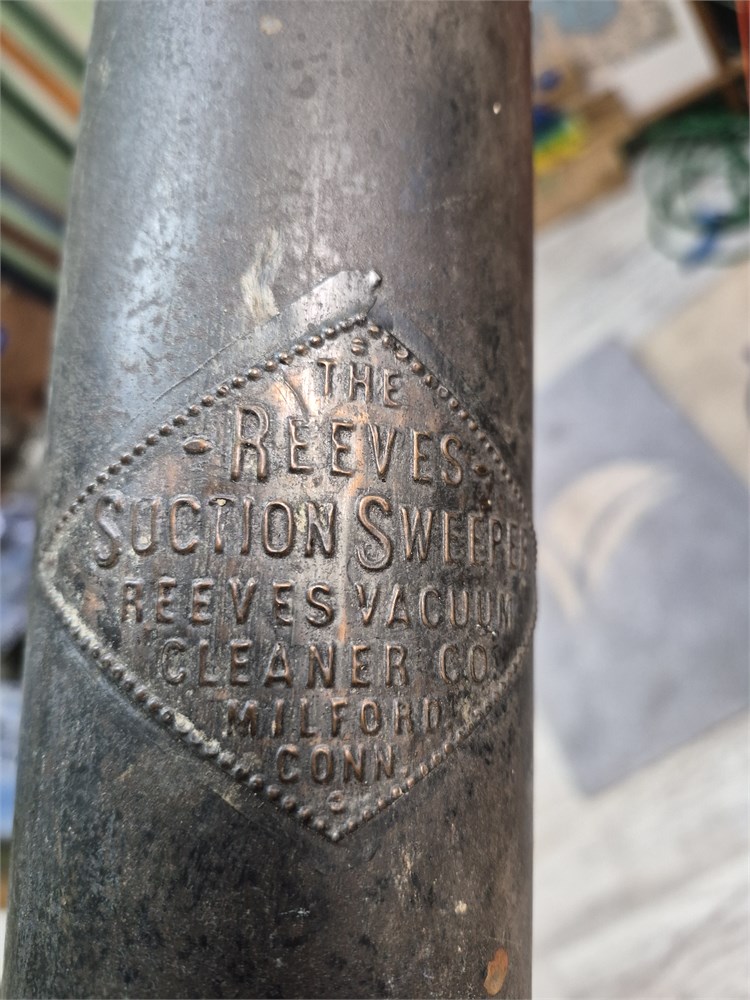 THE
REEVES
SUCTION SWEEPER
REEVES VACUUM
CLEANER CO.
MILFORD
CONN.